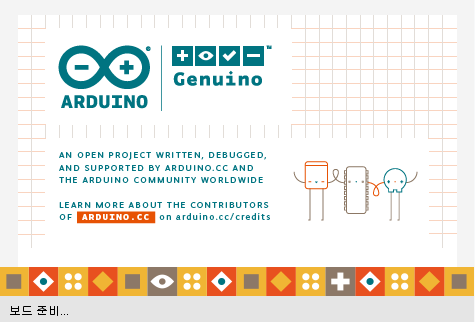 ARDUINO
Genuino
AN OPEN PROJECT WRITTEN, DEBUGGED,
AND SUPPORTED BY ARDUINO.CC AND
THE ARDUINO COMMUNITY WORLDWIDE
LEARN MORE ABOUT THE CONTRIBUTORS
OF ARDUINO.CC on arduino.cc/credits
보드 준비...